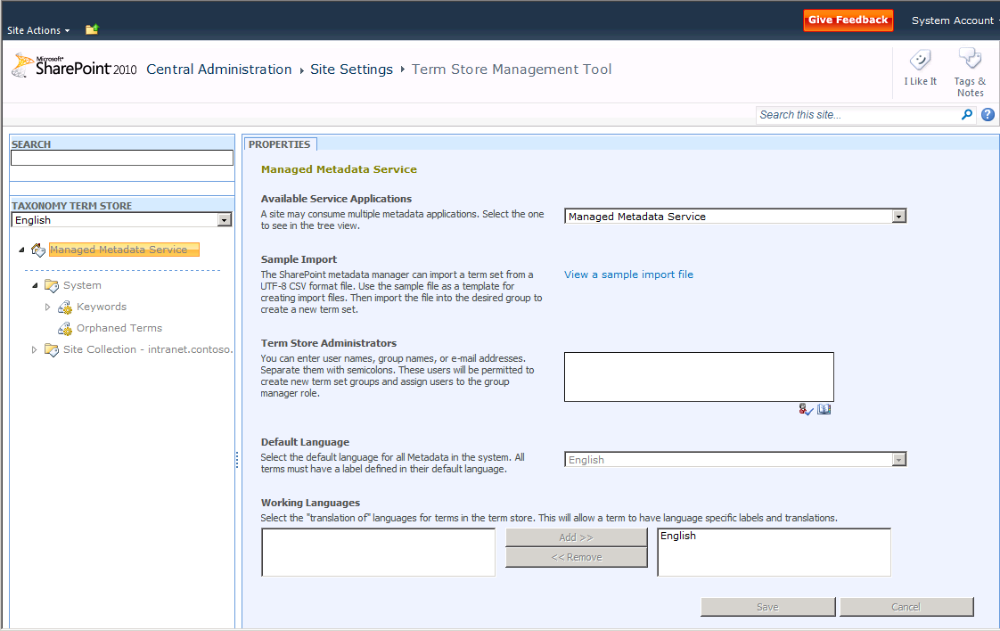 Site Actions
Give Feedback
System Account
Microsoft
SharePoint 2010
Central Administration
Site Settings
Term Store Management Tool
I Like It
Tags &
Notes
Search this site...
SEARCH
TAXONOMY TERM STORE
English
Managed Metadata Service
System
Keywords
Orphaned Terms
Site Collection - intranet.contoso.
PROPERTIES
Managed Metadata Service
Available Service Applications
A site may consume multiple metadata applications. Select the one
to see in the tree view.
Managed Metadata Service
Sample Import
The SharePoint metadata manager can import a term set from a
UTF-8 CSV format file. Use the sample file as a template for
creating import files. Then import the file into the desired group to
create a new term set.
View a sample import file
Term Store Administrators
You can enter user names, group names, or e-mail addresses.
Separate them with semicolons. These users will be permitted to
create new term set groups and assign users to the group
manager role.
Default Language
Select the default language for all Metadata in the system. All
terms must have a label defined in their default language.
English
Working Languages
Select the "translation of" languages for terms in the term store. This will allow a term to have language specific labels and translations.
Add >>
<< Remove
English
Save
Cancel